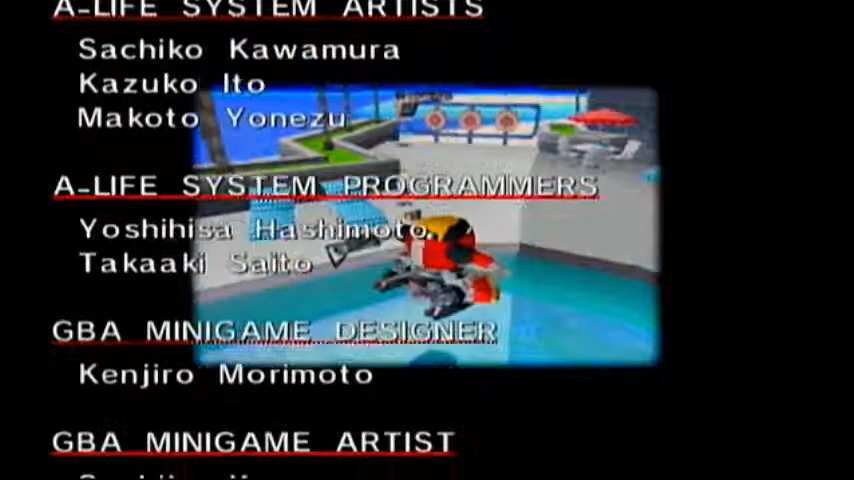 A-LIFE SYSTEM ARTISTS
Sachiko Kawamura
Kazuko Ito
Makoto Yonezu
A-LIFE SYSTEM PROGRAMMERS
Yoshihisa Hashimoto
Takaaki Saito
GBA MINIGAME DESIGNER
Kenjiro Morimoto
GBA MINIGAME ARTIST